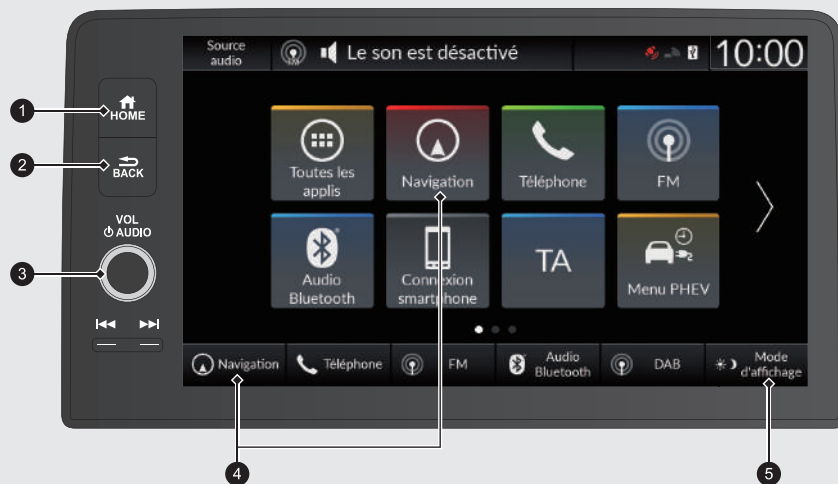 Source
audio
Le son est désactivé
10:00
1
HOME
2
BACK
VOL
AUDIO
3
Toutes les
applis
Navigation
Téléphone
FM
Audio
Bluetooth
Connexion
smartphone
TA
Menu PHEV
Navigation
Téléphone
FM
Audio
Bluetooth
DAB
Mode
d'affichage
4
5